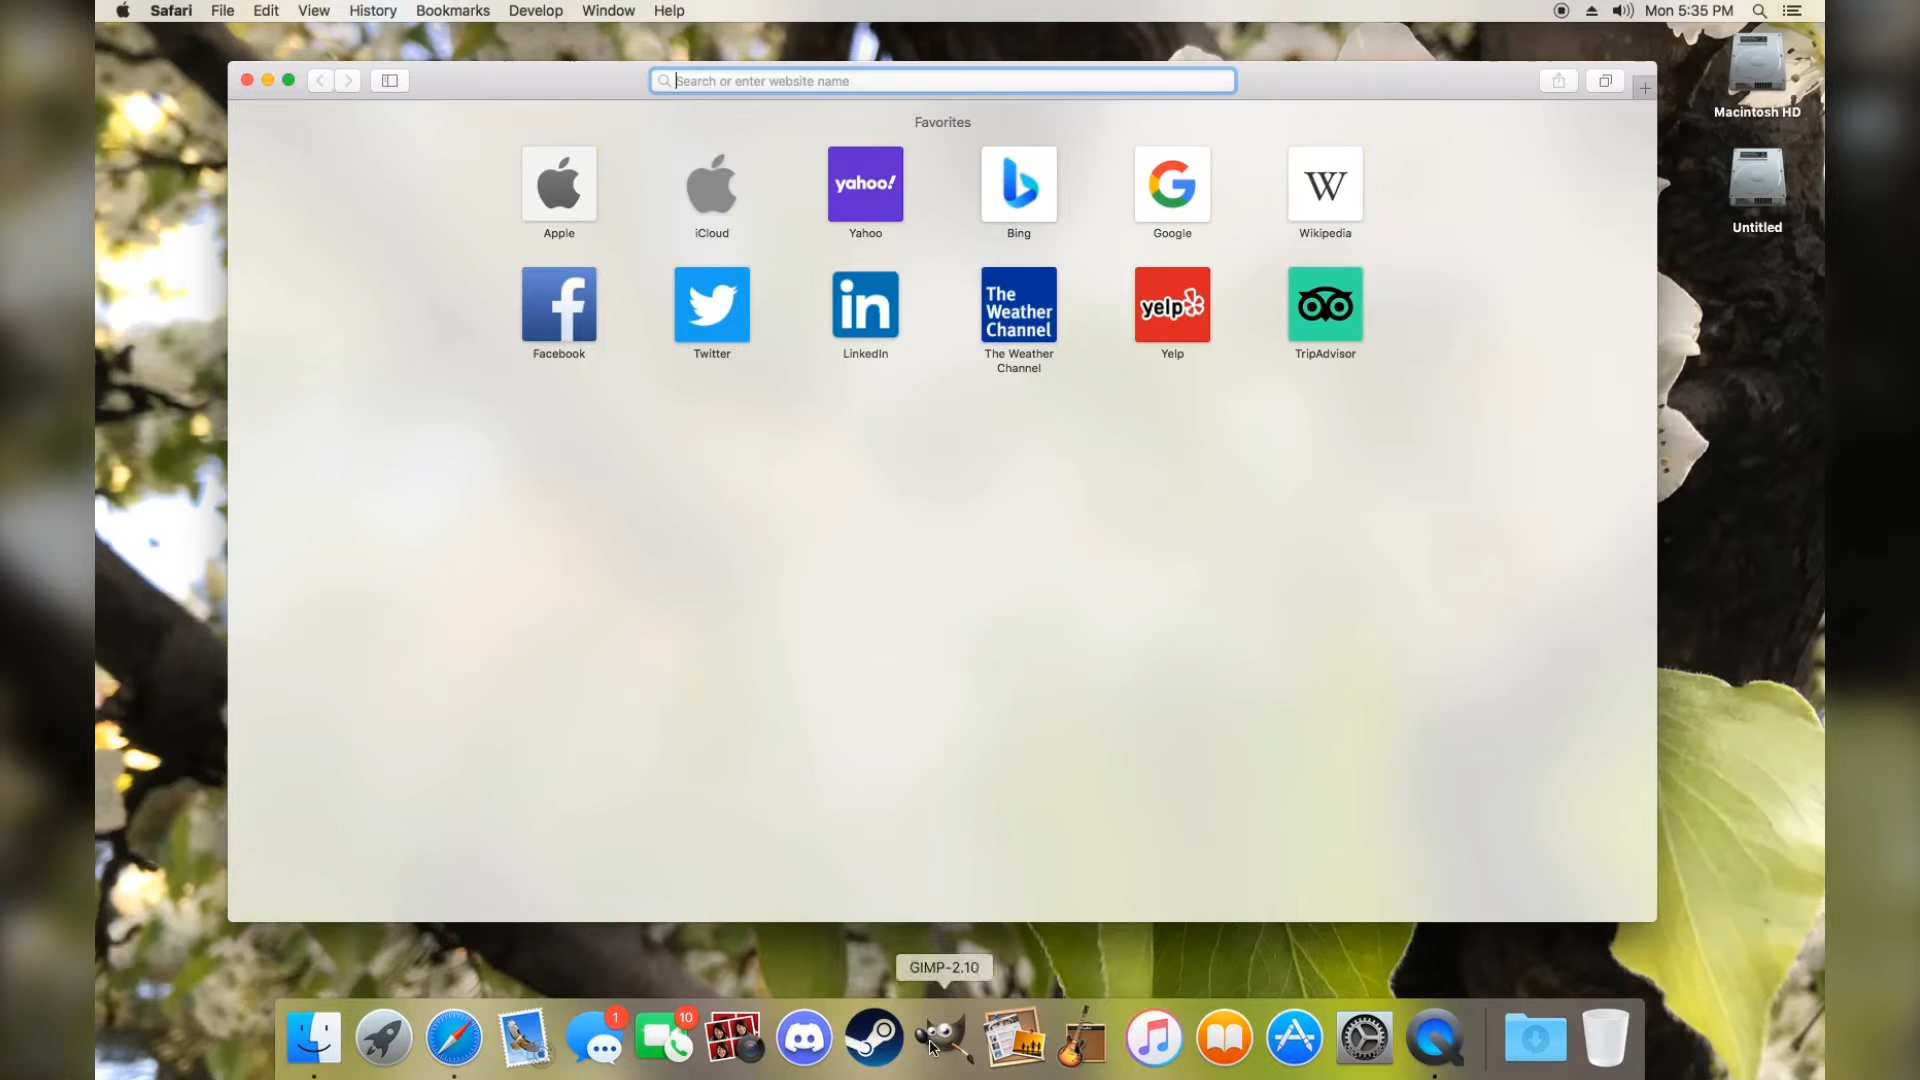 Safari File Edit View History Bookmarks Develop Window Help
Mon 5:35 PM
Search or enter website name
Macintosh HD
Untitled
Favorites
yahoo!
W
Apple iCloud Yahoo Bing Google Wikipedia
f
in
The
Weather
Channel
yelp
Facebook Twitter LinkedIn The Weather Channel Yelp TripAdvisor
GIMP-2.10
1
10